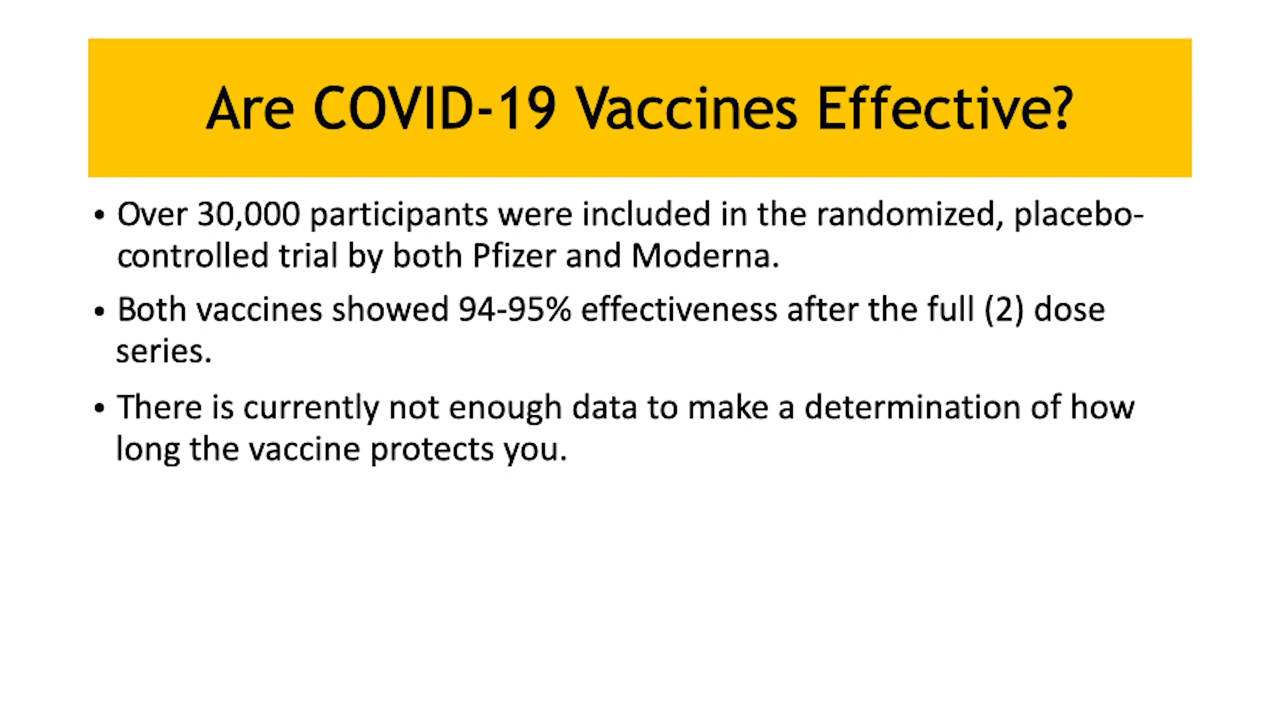 Are COVID-19 Vaccines Effective?
• Over 30,000 participants were included in the randomized, placebo-
controlled trial by both Pfizer and Moderna.
• Both vaccines showed 94-95% effectiveness after the full (2) dose
series.
• There is currently not enough data to make a determination of how
long the vaccine protects you.